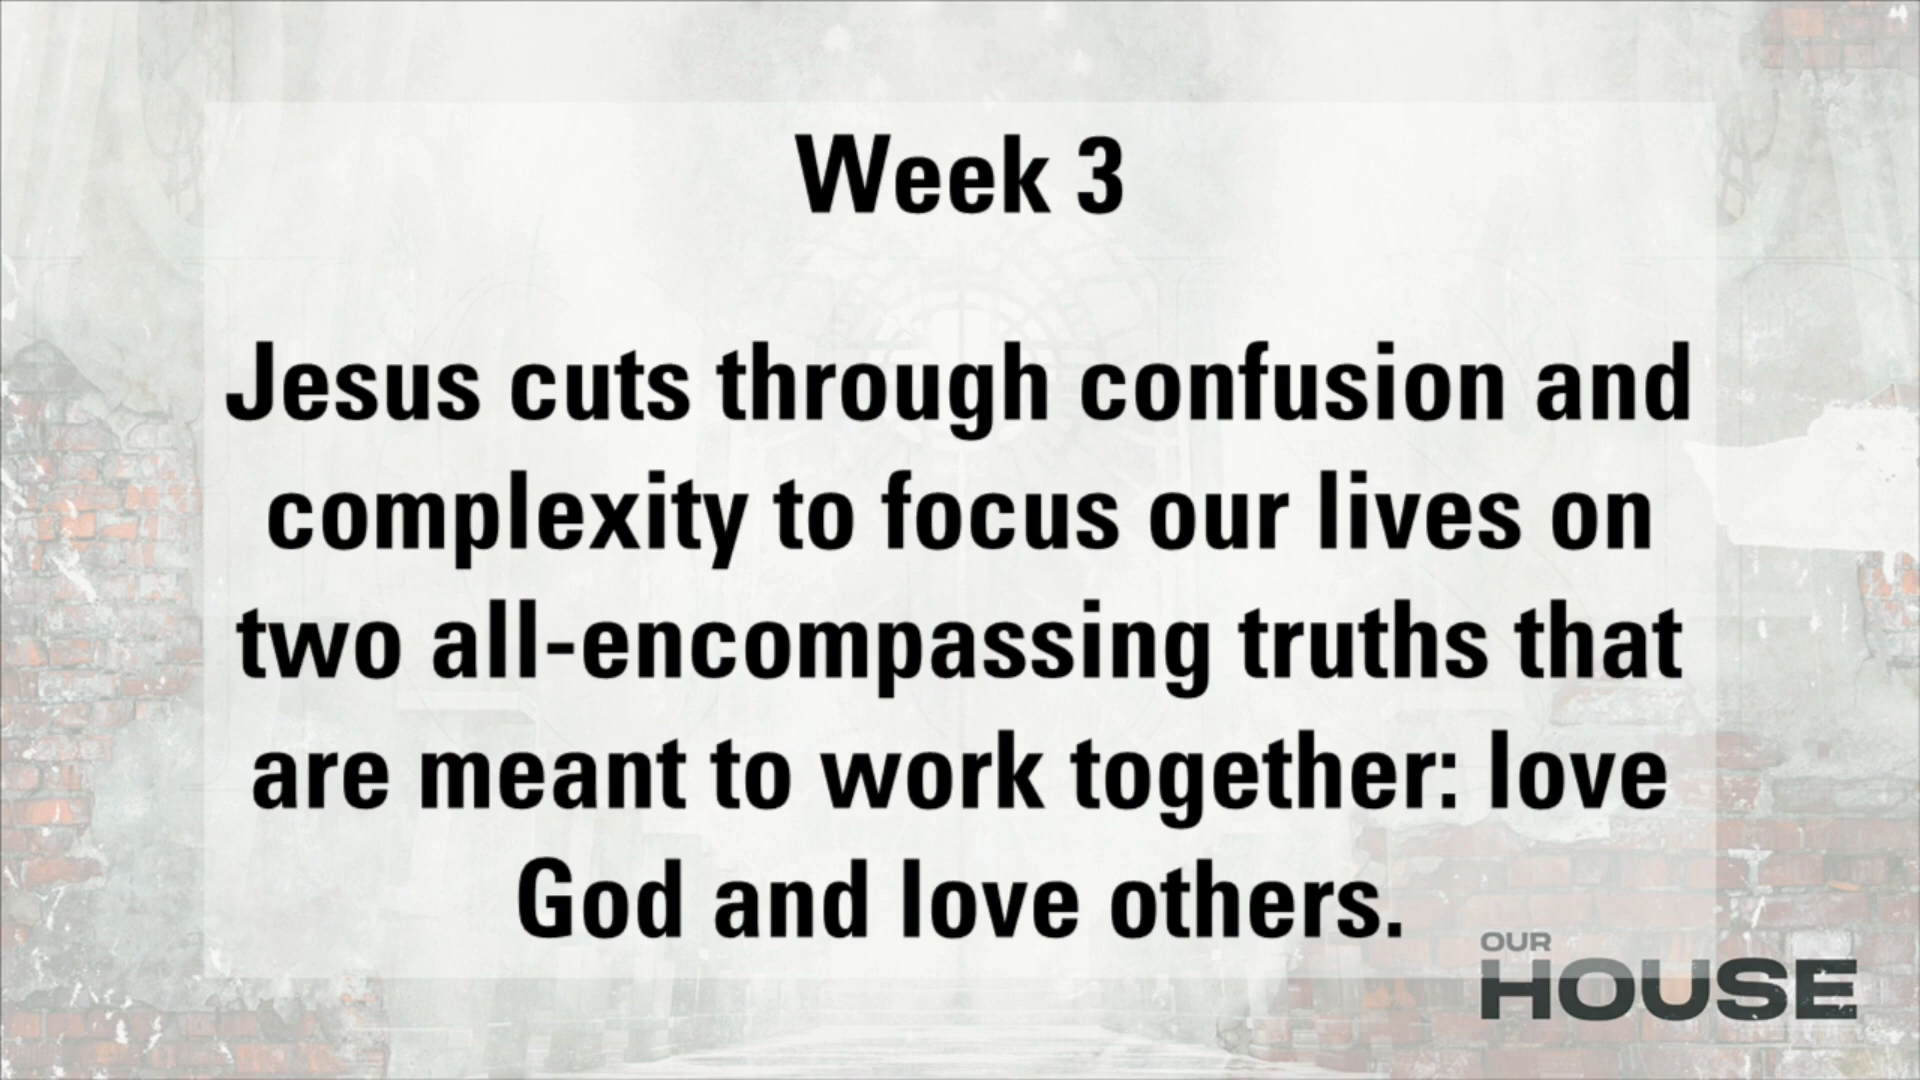 Week 3
Jesus cuts through confusion and
complexity to focus our lives on
two all-encompassing truths that
are meant to work together: love
God and love others.
OUR
HOUSE